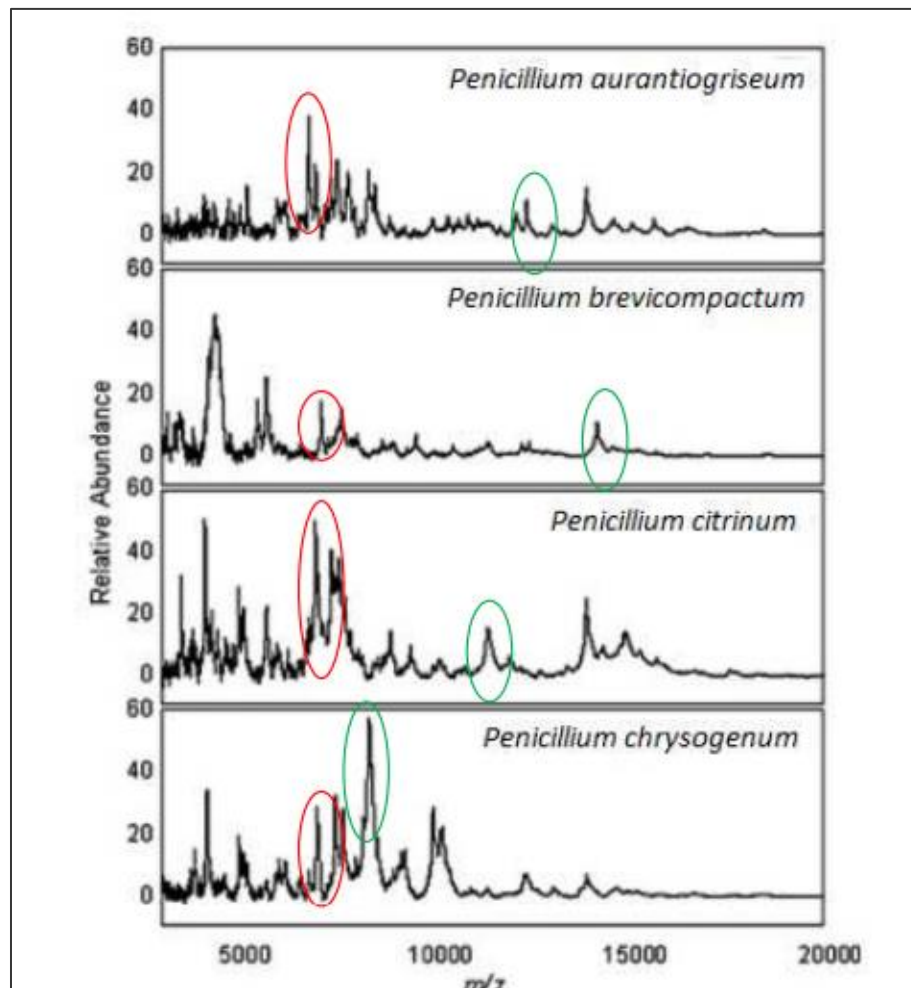 60
Penicillium aurantiogriseum
40
20
0
60
Penicillium brevicompactum
40
20
0
Relative Abundance
60
Penicillium citrinum
40
20
0
60
Penicillium chrysogenum
40
20
0
5000 10000 15000 20000
m/z